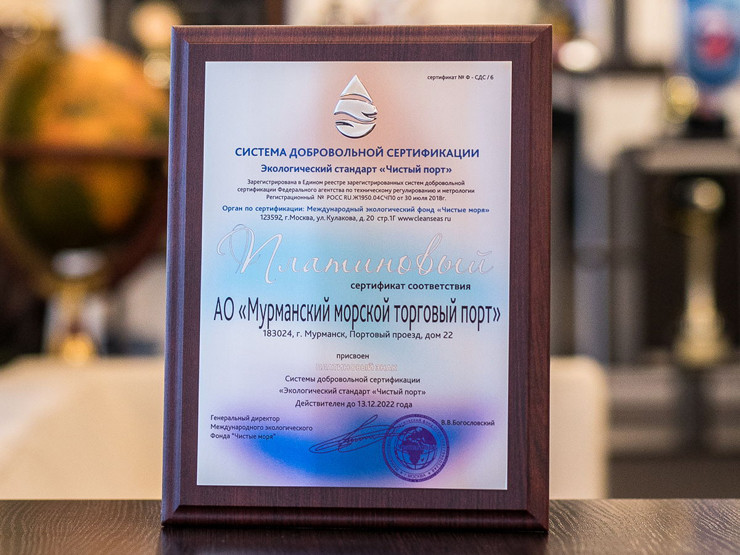 сертификат № Ф - СДС / 6
СИСТЕМА ДОБРОВОЛЬНОЙ СЕРТИФИКАЦИИ
Экологический стандарт «Чистый порт»
Зарегистрирована в Едином реестре зарегистрированных систем добровольной
сертификации Федерального агентства по техническому регулированию и метрологии
Регистрационный № РОСС RU.Ж1950.04СЧП0 от 30 июля 2018г.
Орган по сертификации: Международный экологический фонд «Чистые моря»
123592, г.Москва, ул.Кулакова, д. 20 стр.1Г www.cleanseas.ru
Платиновый
сертификат соответствия
АО «Мурманский морской торговый порт»
183024, г. Мурманск, Портовый проезд, дом 22
присвоен
Системы добровольной сертификации
«Экологический стандарт «Чистый порт»
Действителен до 13.12.2022 года
Генеральный директор
Международного экологического
Фонда "Чистые моря"
В.В.Богословский